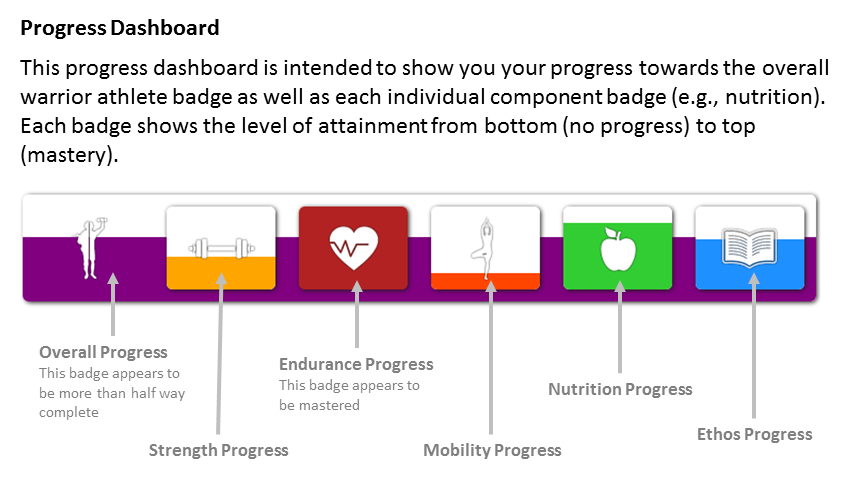 Progress Dashboard
This progress dashboard is intended to show you your progress towards the overall
warrior athlete badge as well as each individual component badge (e.g., nutrition).
Each badge shows the level of attainment from bottom (no progress) to top
(mastery).
Overall Progress
This badge appears to
be more than half way
complete
Strength Progress
Endurance Progress
This badge appears to
be mastered
Mobility Progress
Nutrition Progress
Ethos Progress